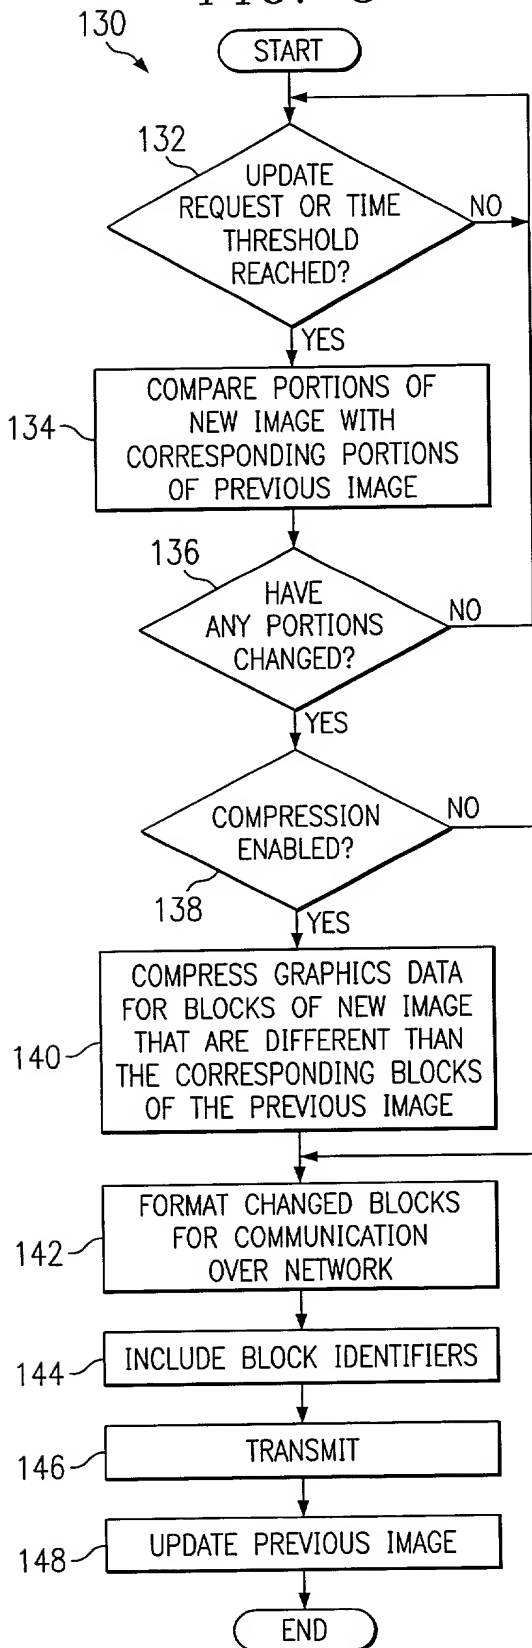 130
START
132
UPDATE
REQUEST OR TIME
THRESHOLD
REACHED?
NO
YES
134
COMPARE PORTIONS OF
NEW IMAGE WITH
CORRESPONDING PORTIONS
OF PREVIOUS IMAGE
136
HAVE
ANY PORTIONS
CHANGED?
NO
YES
COMPRESSION
ENABLED?
NO
138
YES
140
COMPRESS GRAPHICS DATA
FOR BLOCKS OF NEW IMAGE
THAT ARE DIFFERENT THAN
THE CORRESPONDING BLOCKS
OF THE PREVIOUS IMAGE
142
FORMAT CHANGED BLOCKS
FOR COMMUNICATION
OVER NETWORK
144
INCLUDE BLOCK IDENTIFIERS
146
TRANSMIT
148
UPDATE PREVIOUS IMAGE
END